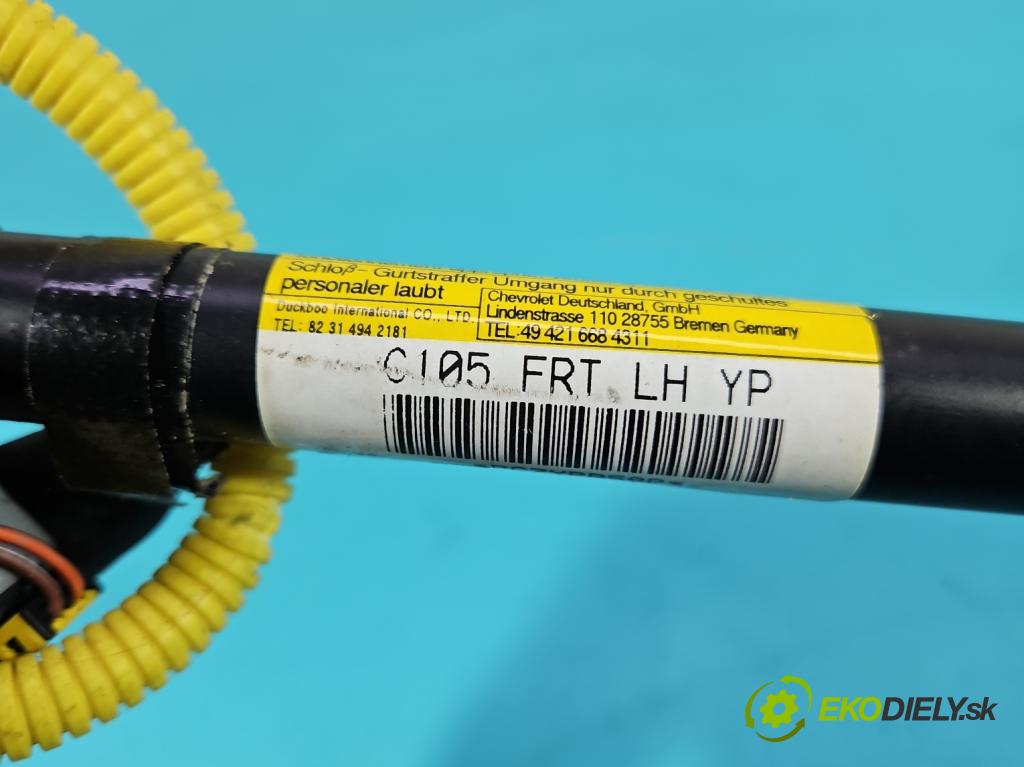 Schloß- Gurtstraffer Umgang nur durch geschultes
personaler laubt
Duckboo International CO., LTD.
TEL: 82 31 494 2181
Chevrolet Deutschland, GmbH
Lindenstrasse 110 28755 Bremen Germany
TEL:49 421 668 4311
C105 FRT LH YP
EKODIELY.sk